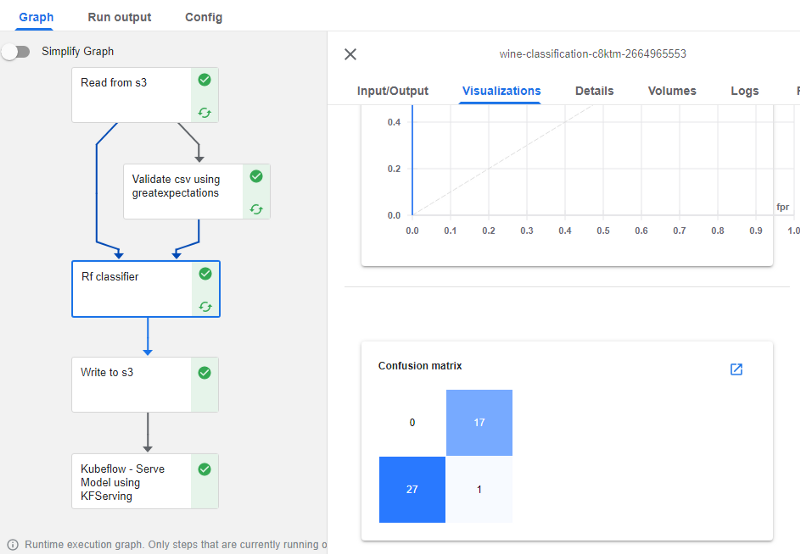 Graph
Run output
Config
Simplify Graph
Read from s3
Validate csv using
greatexpectations
Rf classifier
Write to s3
Kubeflow - Serve
Model using
KFServing
Runtime execution graph. Only steps that are currently running o
wine-classification-c8ktm-2664965553
Input/Output
Visualizations
Details
Volumes
Logs
0.4
0.2
0.0
fpr
0.0 0.1 0.2 0.3 0.4 0.5 0.6 0.7 0.8 0.9 1.0
Confusion matrix
0 17
27 1